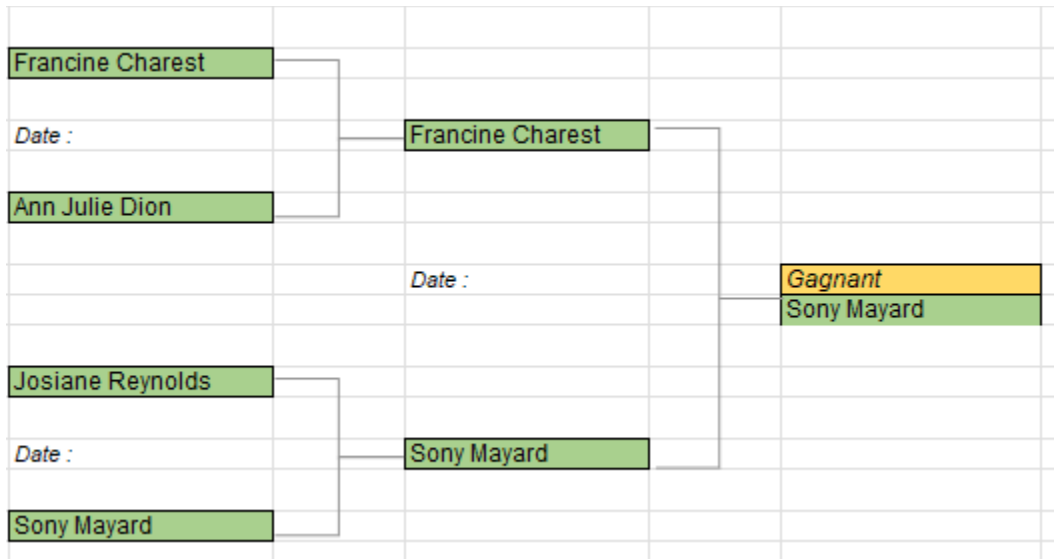 Francine Charest
Date :
Francine Charest
Ann Julie Dion
Date :
Gagnant
Sony Mayard
Josiane Reynolds
Date :
Sony Mayard
Sony Mayard